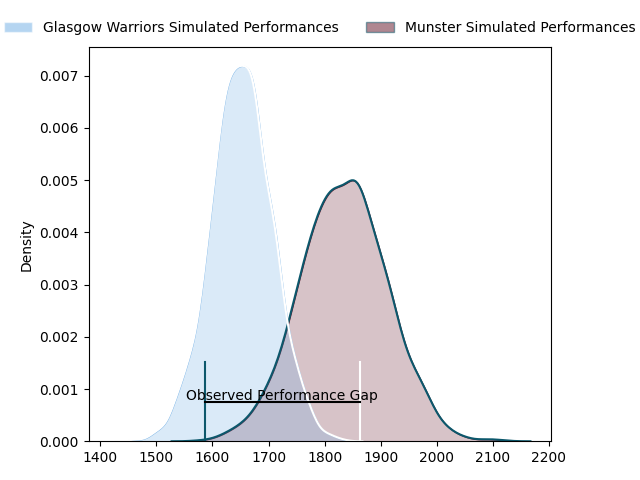 Glasgow Warriors Simulated Performances Munster Simulated Performances
0.007
0.006
0.005
0.004
0.003
0.002
0.001
0.000
Density
Observed Performance Gap
1400 1500 1600 1700 1800 1900 2000 2100 2200